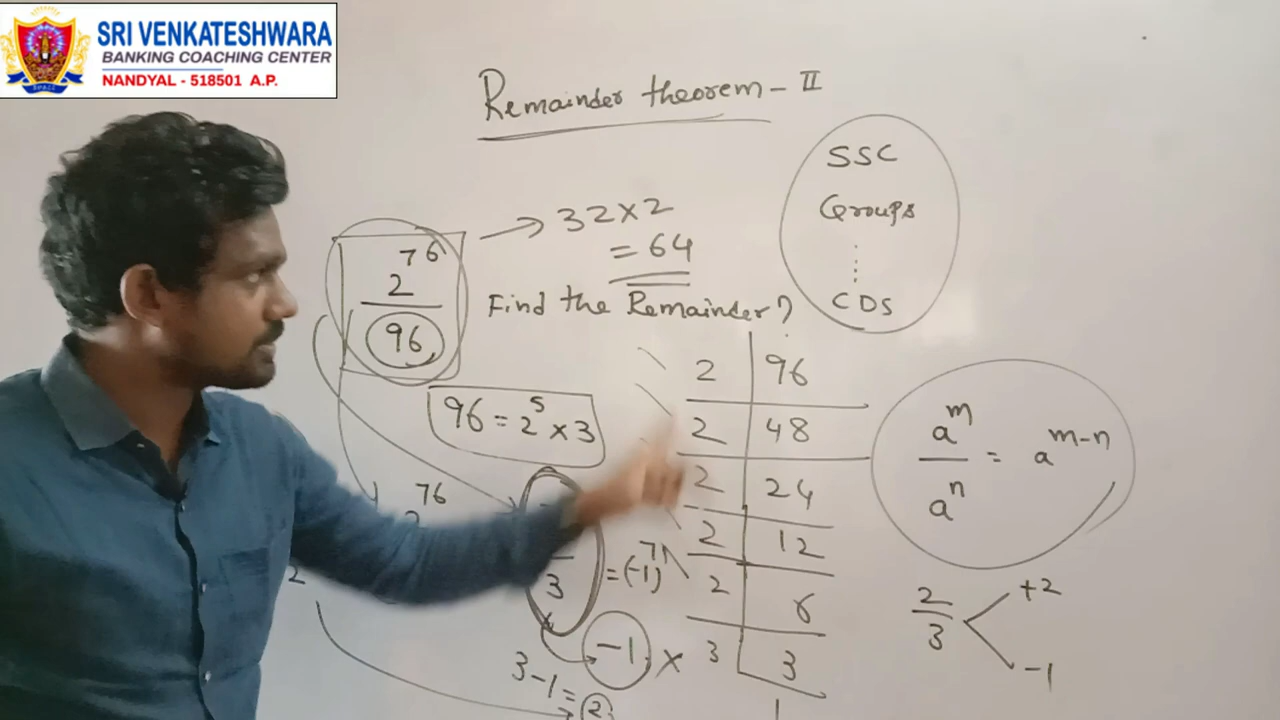 SRI VENKATESHWARA
BANKING COACHING CENTER
NANDYAL - 518501 A.P.
Remainder theorem - II
SSC
Groups
CDS
2^76
96
→ 32×2
= 64
Find the Remainder?
96 = 2^5 × 3
2 | 96
2 | 48
2 | 24
2 | 12
2 | 6
3 | 3
1
a^m / a^n = a^(m-n)
76
2
3
= (-1)^71
-1 ×
3-1 = 2
2/3
+2
-1